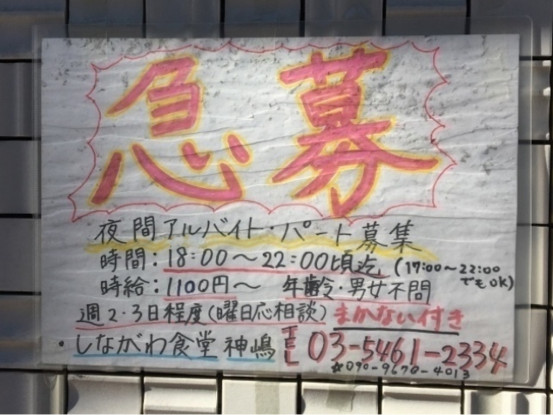 急募
夜間アルバイト・パート募集
時間：18:00～22:00頃迄（17:00～22:00でもOK）
時給：1100円～ 年齢・男女不問
週2・3日程度（曜日応相談）まかない付き
・しながわ食堂 神嶋 TEL 03-5461-2334
☆090-9670-4013